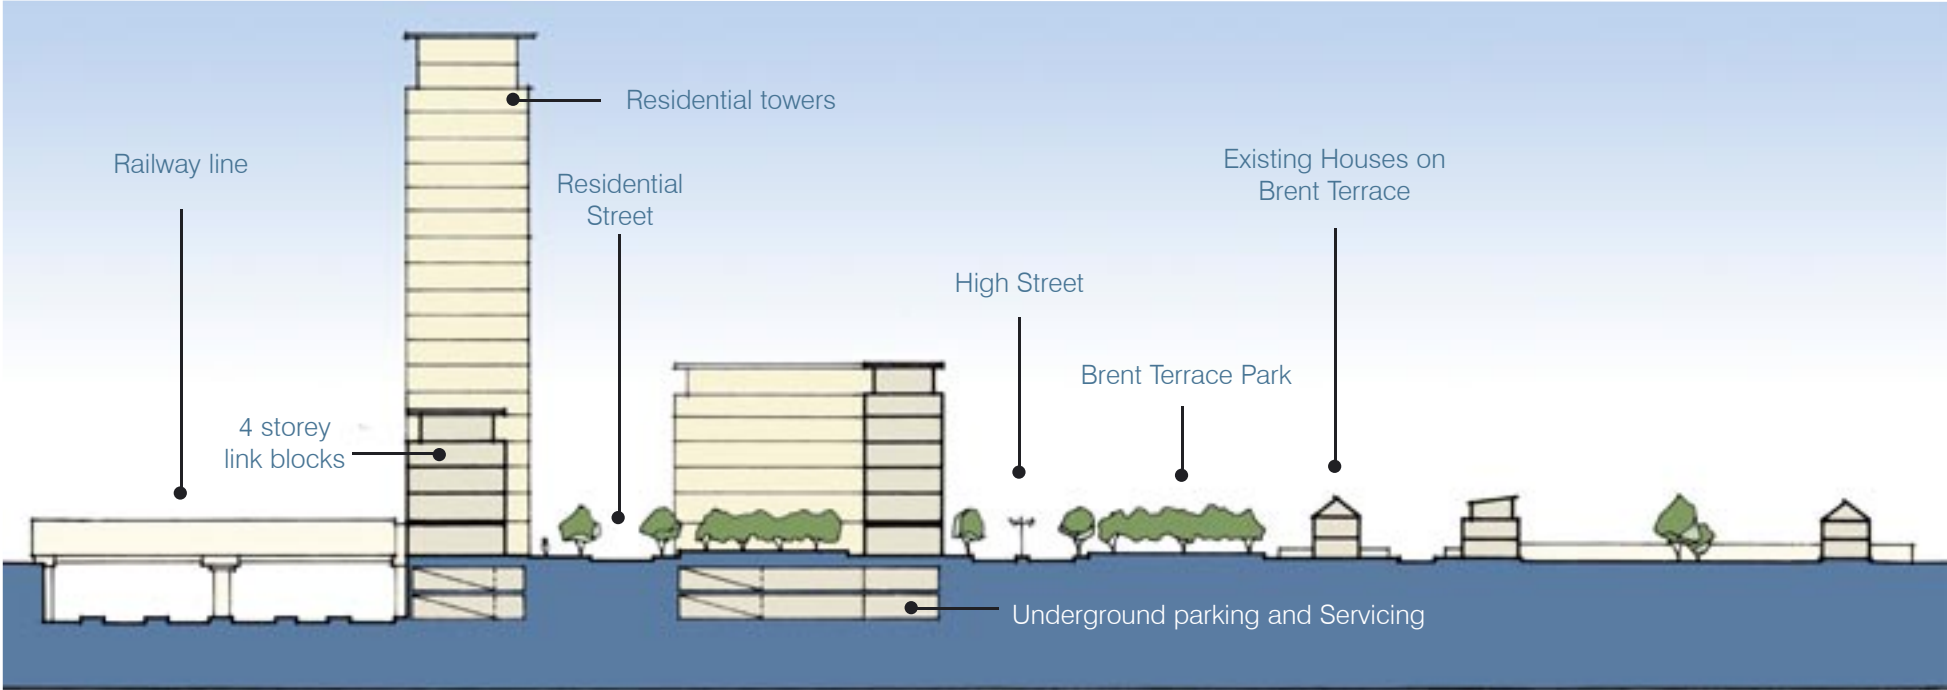 Residential towers
Railway line
Residential
Street
Existing Houses on
Brent Terrace
High Street
Brent Terrace Park
4 storey
link blocks
Underground parking and Servicing